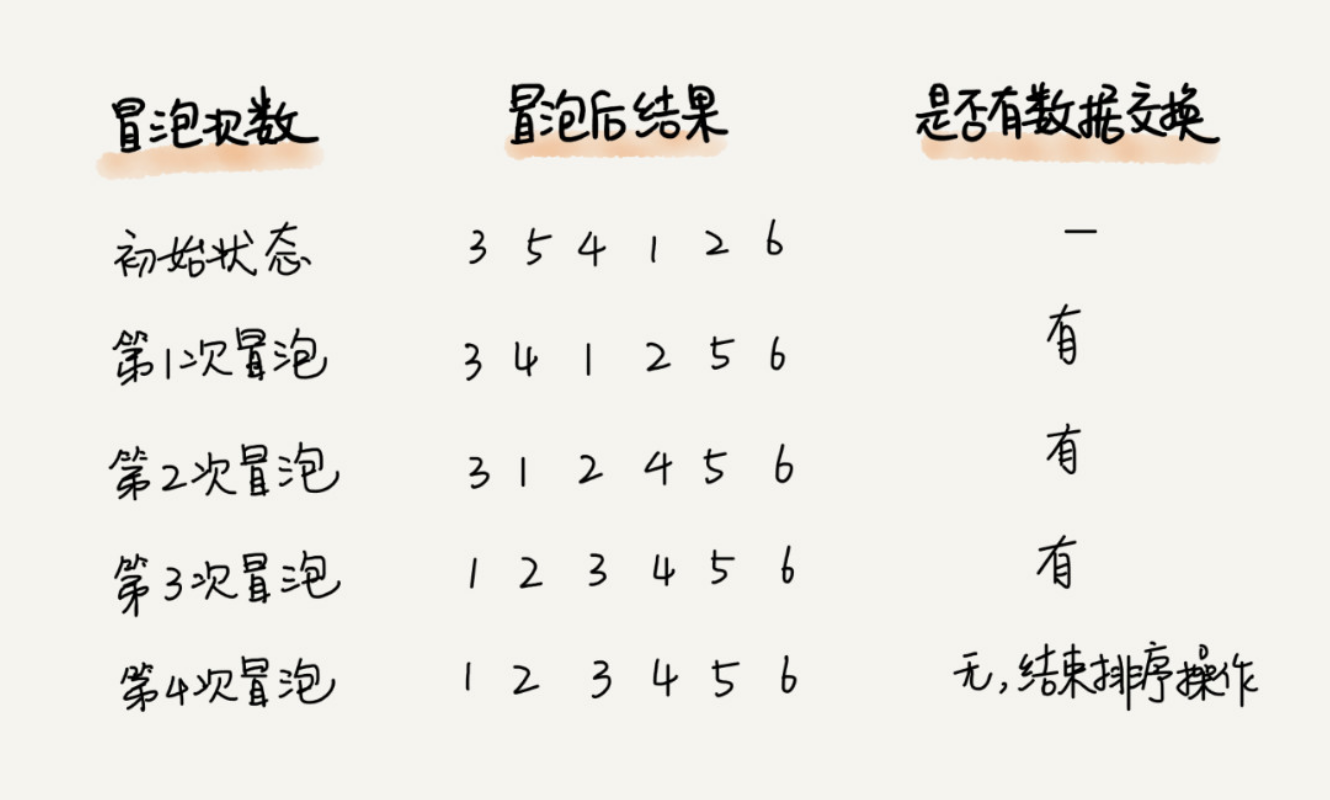 冒泡次数 冒泡后结果 是否有数据交换
初始状态 3 5 4 1 2 6 —
第1次冒泡 3 4 1 2 5 6 有
第2次冒泡 3 1 2 4 5 6 有
第3次冒泡 1 2 3 4 5 6 有
第4次冒泡 1 2 3 4 5 6 无,结束排序操作